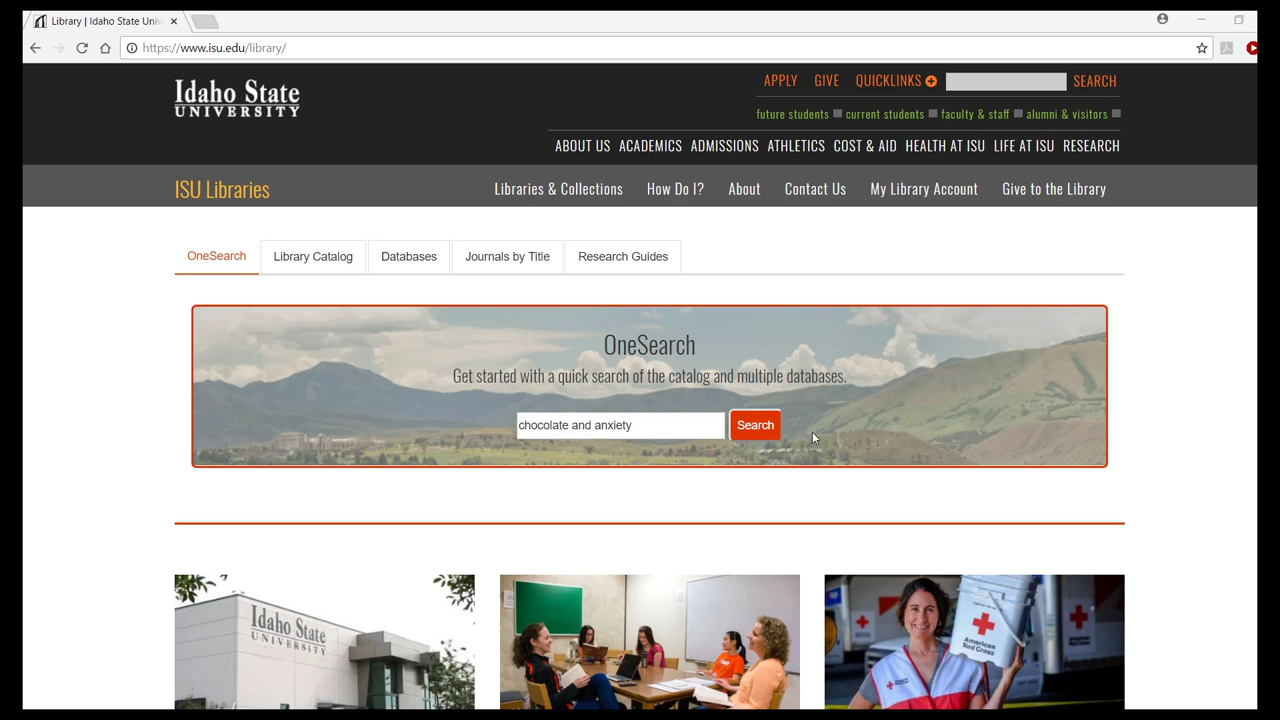 Library | Idaho State Univ
https://www.isu.edu/library/
Idaho State
UNIVERSITY
APPLY GIVE QUICKLINKS SEARCH
future students current students faculty & staff alumni & visitors
ABOUT US ACADEMICS ADMISSIONS ATHLETICS COST & AID HEALTH AT ISU LIFE AT ISU RESEARCH
ISU Libraries
Libraries & Collections How Do I? About Contact Us My Library Account Give to the Library
OneSearch Library Catalog Databases Journals by Title Research Guides
OneSearch
Get started with a quick search of the catalog and multiple databases.
chocolate and anxiety Search
Idaho State
UNIVERSITY
American
Red Cross